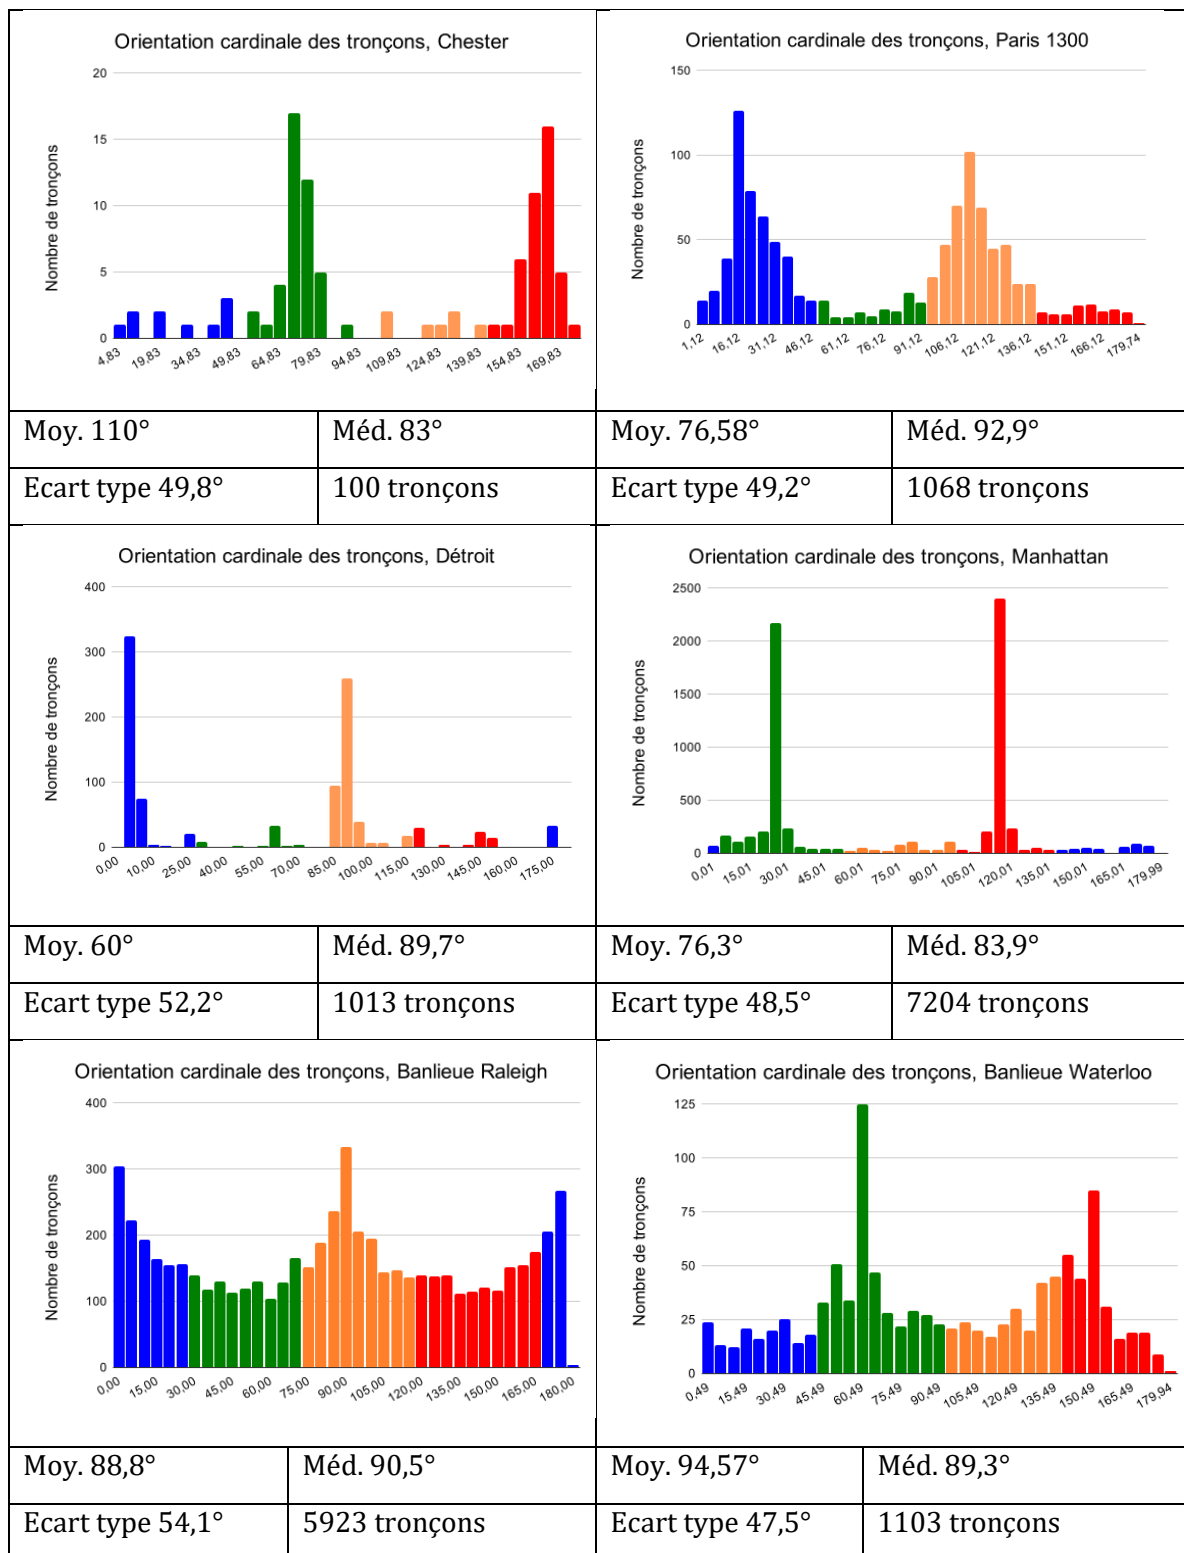 Orientation cardinale des tronçons, Chester
Nombre de tronçons
20
15
10
5
0
4,83 19,83 34,83 49,83 64,83 79,83 94,83 109,83 124,83 139,83 154,83 169,83
Orientation cardinale des tronçons, Paris 1300
Nombre de tronçons
150
100
50
0
1,12 16,12 31,12 46,12 61,12 76,12 91,12 106,12 121,12 136,12 151,12 166,12 179,74
Moy. 110° Méd. 83° Moy. 76,58° Méd. 92,9°
Ecart type 49,8° 100 tronçons Ecart type 49,2° 1068 tronçons
Orientation cardinale des tronçons, Détroit
Nombre de tronçons
400
300
200
100
0
0,00 10,00 25,00 40,00 55,00 70,00 85,00 100,00 115,00 130,00 145,00 160,00 175,00
Orientation cardinale des tronçons, Manhattan
Nombre de tronçons
2500
2000
1500
1000
500
0
0,01 15,01 30,01 45,01 60,01 75,01 90,01 105,01 120,01 135,01 150,01 165,01 179,99
Moy. 60° Méd. 89,7° Moy. 76,3° Méd. 83,9°
Ecart type 52,2° 1013 tronçons Ecart type 48,5° 7204 tronçons
Orientation cardinale des tronçons, Banlieue Raleigh
Nombre de tronçons
400
300
200
100
0
0,00 15,00 30,00 45,00 60,00 75,00 90,00 105,00 120,00 135,00 150,00 165,00 180,00
Orientation cardinale des tronçons, Banlieue Waterloo
Nombre de tronçons
125
100
75
50
25
0
0,49 15,49 30,49 45,49 60,49 75,49 90,49 105,49 120,49 135,49 150,49 165,49 179,94
Moy. 88,8° Méd. 90,5° Moy. 94,57° Méd. 89,3°
Ecart type 54,1° 5923 tronçons Ecart type 47,5° 1103 tronçons